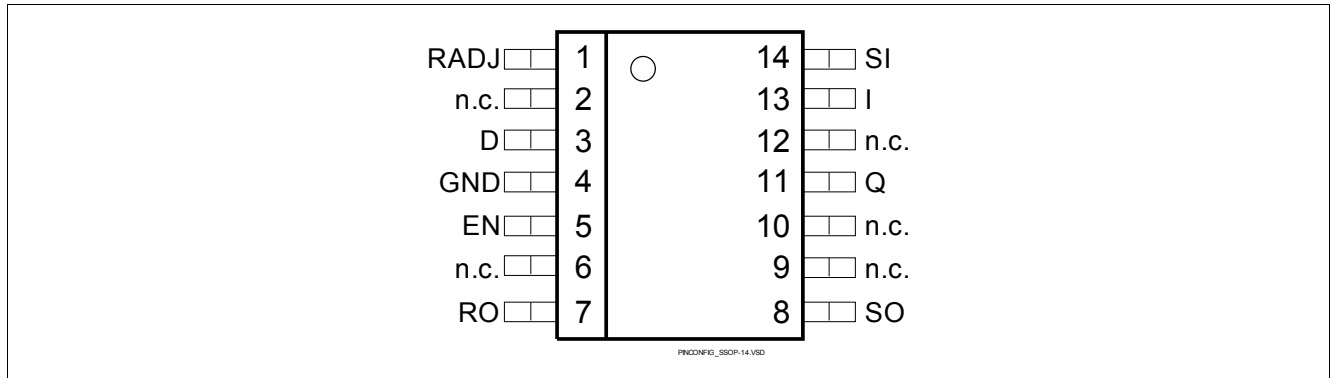 RADJ 1 14 SI
n.c. 2 13 I
D 3 12 n.c.
GND 4 11 Q
EN 5 10 n.c.
n.c. 6 9 n.c.
RO 7 8 SO
PINCONFIG_SSOP-14.VSD